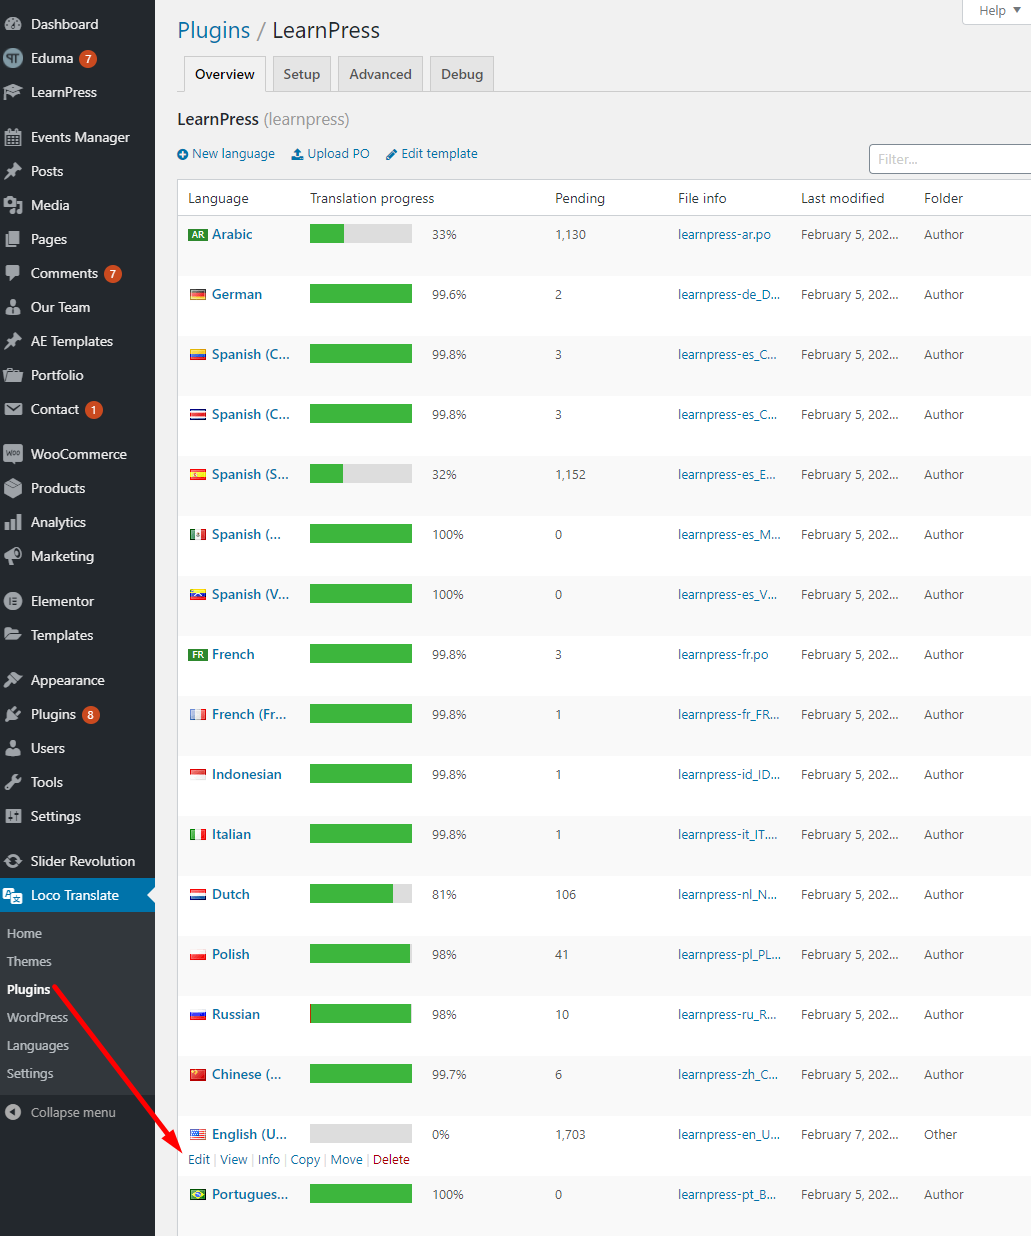 Help
Dashboard
Eduma 7
LearnPress
Events Manager
Posts
Media
Pages
Comments 7
Our Team
AE Templates
Portfolio
Contact 1
WooCommerce
Products
Analytics
Marketing
Elementor
Templates
Appearance
Plugins 8
Users
Tools
Settings
Slider Revolution
Loco Translate
Home
Themes
Plugins
WordPress
Languages
Settings
Collapse menu
Plugins / LearnPress
Overview Setup Advanced Debug
LearnPress (learnpress)
New language Upload PO Edit template
Filter...
Language Translation progress Pending File info Last modified Folder
AR Arabic 33% 1,130 learnpress-ar.po February 5, 202... Author
German 99.6% 2 learnpress-de_D... February 5, 202... Author
Spanish (C... 99.8% 3 learnpress-es_C... February 5, 202... Author
Spanish (C... 99.8% 3 learnpress-es_C... February 5, 202... Author
Spanish (S... 32% 1,152 learnpress-es_E... February 5, 202... Author
Spanish (... 100% 0 learnpress-es_M... February 5, 202... Author
Spanish (V... 100% 0 learnpress-es_V... February 5, 202... Author
FR French 99.8% 3 learnpress-fr.po February 5, 202... Author
French (Fr... 99.8% 1 learnpress-fr_FR... February 5, 202... Author
Indonesian 99.8% 1 learnpress-id_ID... February 5, 202... Author
Italian 99.8% 1 learnpress-it_IT.... February 5, 202... Author
Dutch 81% 106 learnpress-nl_N... February 5, 202... Author
Polish 98% 41 learnpress-pl_PL... February 5, 202... Author
Russian 98% 10 learnpress-ru_R... February 5, 202... Author
Chinese (... 99.7% 6 learnpress-zh_C... February 5, 202... Author
English (U... 0% 1,703 learnpress-en_U... February 7, 202... Other
Edit | View | Info | Copy | Move | Delete
Portugues... 100% 0 learnpress-pt_B... February 5, 202... Author